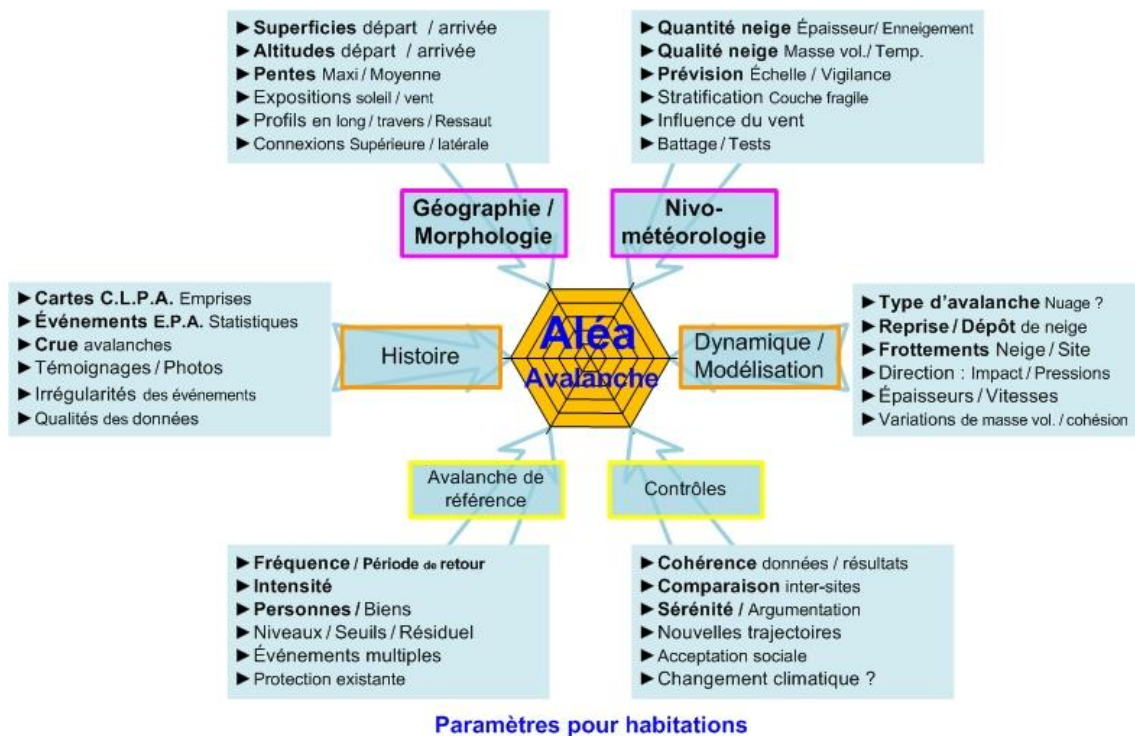 ► Superficies départ / arrivée
► Altitudes départ / arrivée
► Pentes Maxi / Moyenne
► Expositions soleil / vent
► Profils en long / travers / Ressaut
► Connexions Supérieure / latérale
► Quantité neige Épaisseur/ Enneigement
► Qualité neige Masse vol./ Temp.
► Prévision Échelle / Vigilance
► Stratification Couche fragile
► Influence du vent
► Battage / Tests
Géographie /
Morphologie
Nivo-
météorologie
► Cartes C.L.P.A. Emprises
► Événements E.P.A. Statistiques
► Crue avalanches
► Témoignages / Photos
► Irrégularités des événements
► Qualités des données
Histoire
Aléa
Avalanche
Dynamique /
Modélisation
► Type d'avalanche Nuage ?
► Reprise / Dépôt de neige
► Frottements Neige / Site
► Direction : Impact / Pressions
► Épaisseurs / Vitesses
► Variations de masse vol. / cohésion
Avalanche de
référence
Contrôles
► Fréquence / Période de retour
► Intensité
► Personnes / Biens
► Niveaux / Seuils / Résiduel
► Événements multiples
► Protection existante
► Cohérence données / résultats
► Comparaison inter-sites
► Sérénité / Argumentation
► Nouvelles trajectoires
► Acceptation sociale
► Changement climatique ?
Paramètres pour habitations